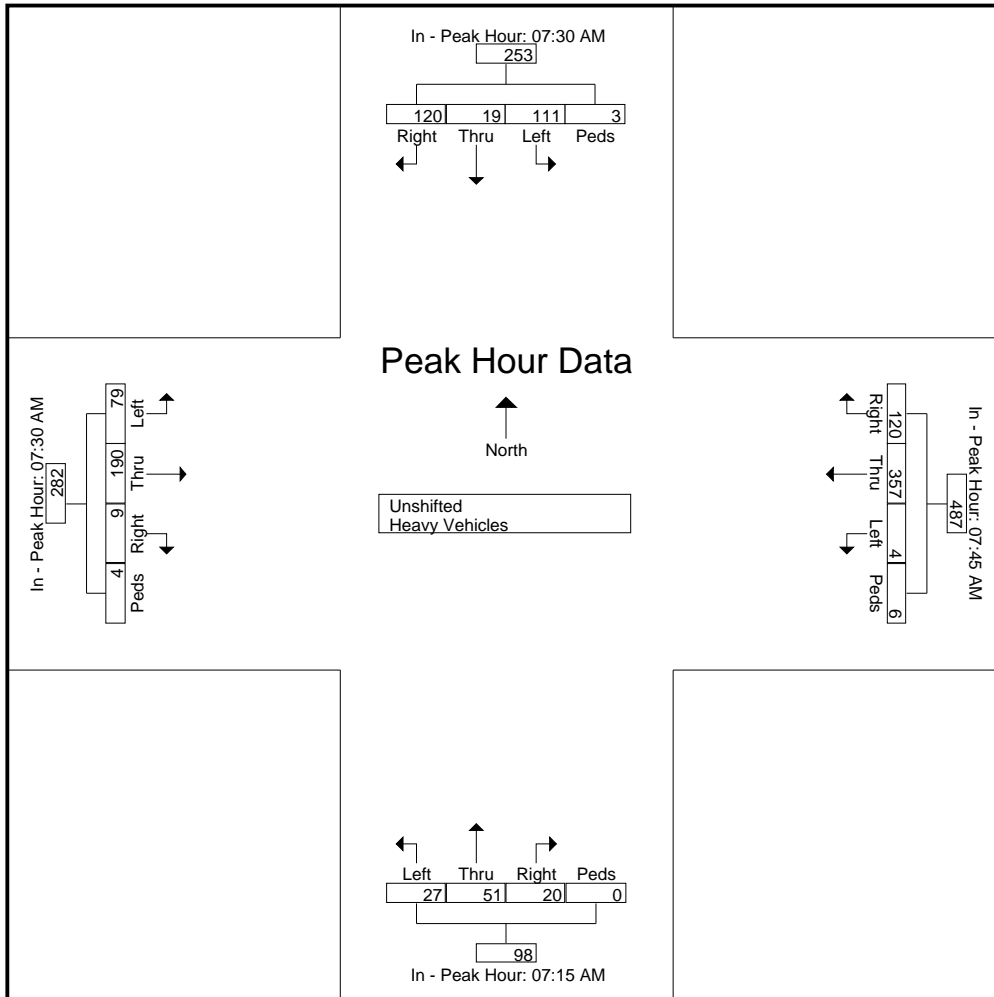 In - Peak Hour: 07:30 AM
253
120 19 111 3
Right Thru Left Peds
Peak Hour Data
North
Unshifted
Heavy Vehicles
In - Peak Hour: 07:30 AM
282
79 190 9 4
Left Thru Right Peds
In - Peak Hour: 07:45 AM
487
120 357 4 6
Right Thru Left Peds
Left Thru Right Peds
27 51 20 0
98
In - Peak Hour: 07:15 AM